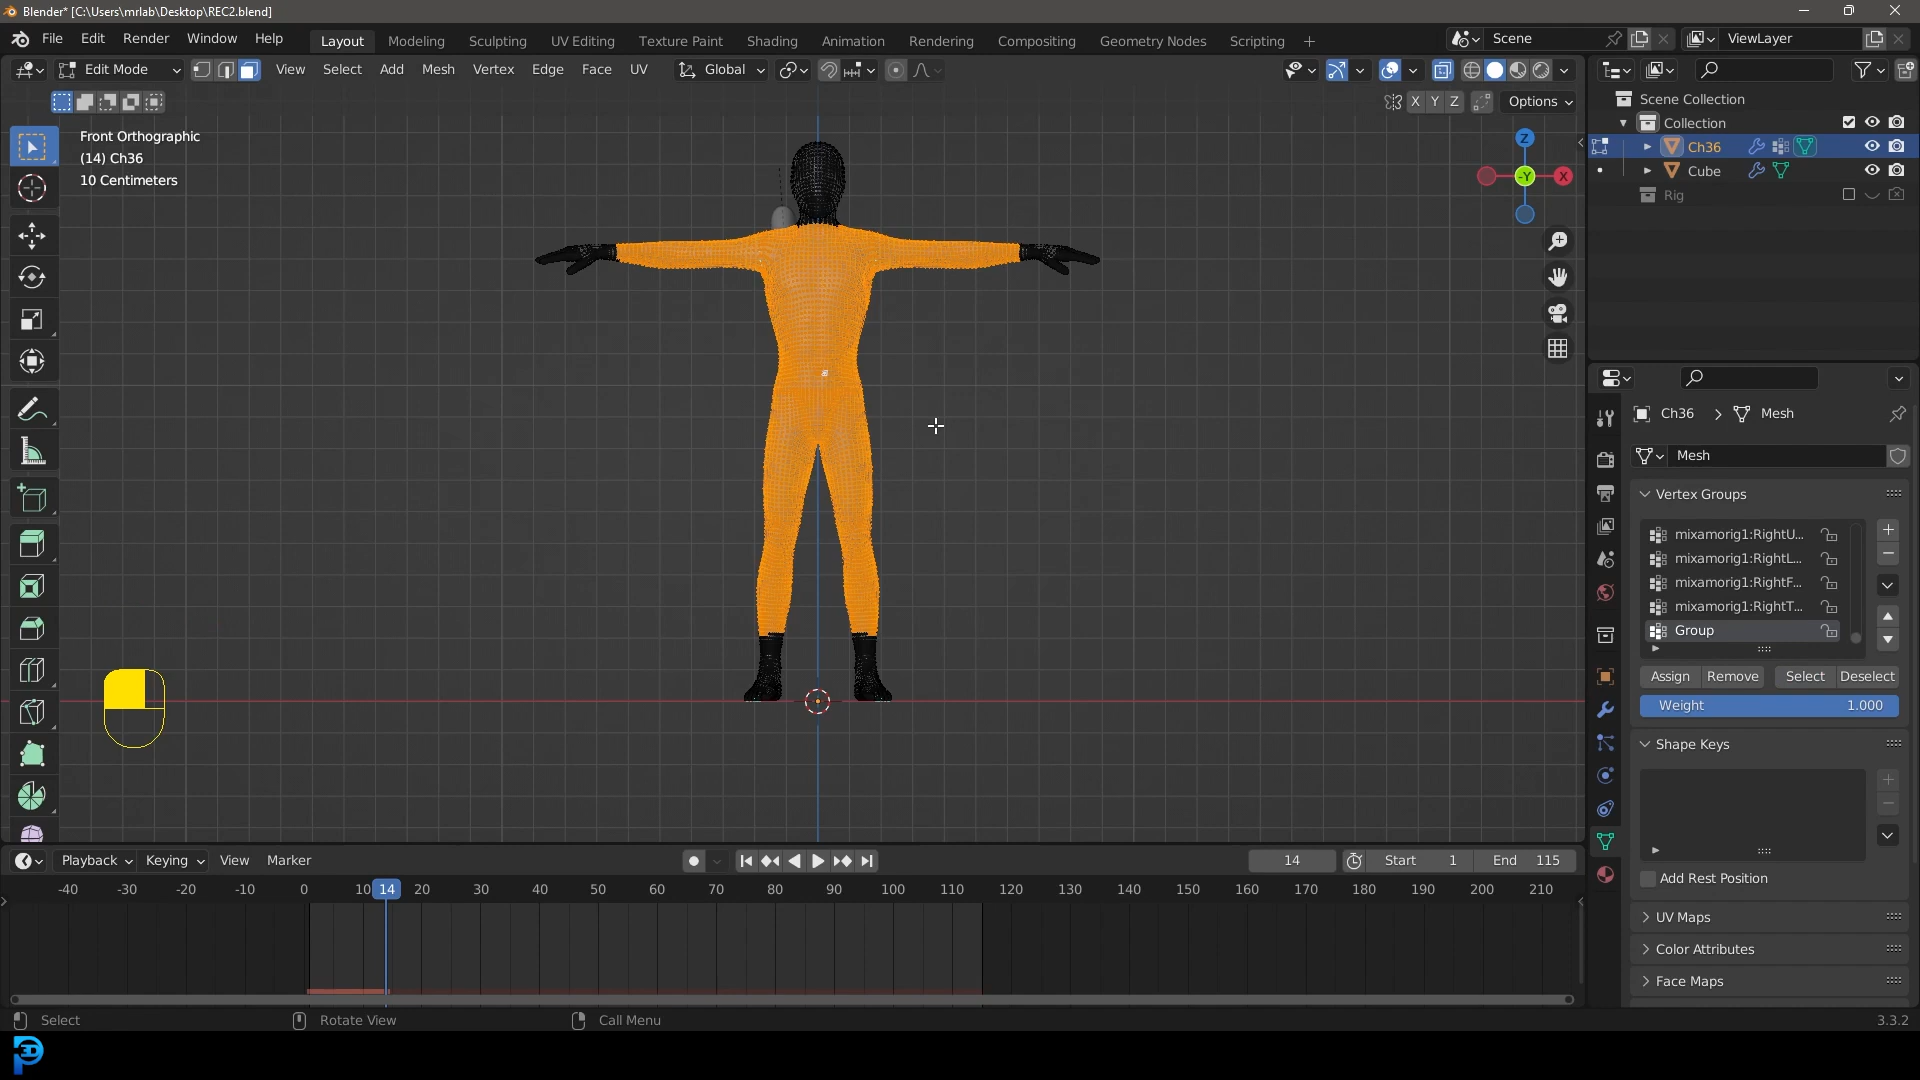 Blender* [C:\Users\mrlab\Desktop\REC2.blend]
File Edit Render Window Help Layout Modeling Sculpting UV Editing Texture Paint Shading Animation Rendering Compositing Geometry Nodes Scripting + Scene ViewLayer
Edit Mode View Select Add Mesh Vertex Edge Face UV Global
X Y Z Options
Front Orthographic
(14) Ch36
10 Centimeters
Z
-Y X
Scene Collection
Collection
Ch36
Cube
Rig
Ch36 > Mesh
Mesh
Vertex Groups
mixamorig1:RightU...
mixamorig1:RightL...
mixamorig1:RightF...
mixamorig1:RightT...
Group
Assign Remove Select Deselect
Weight 1.000
Shape Keys
Add Rest Position
UV Maps
Color Attributes
Face Maps
Playback Keying View Marker 14 Start 1 End 115
-40 -30 -20 -10 0 10 14 20 30 40 50 60 70 80 90 100 110 120 130 140 150 160 170 180 190 200 210
Select Rotate View Call Menu 3.3.2